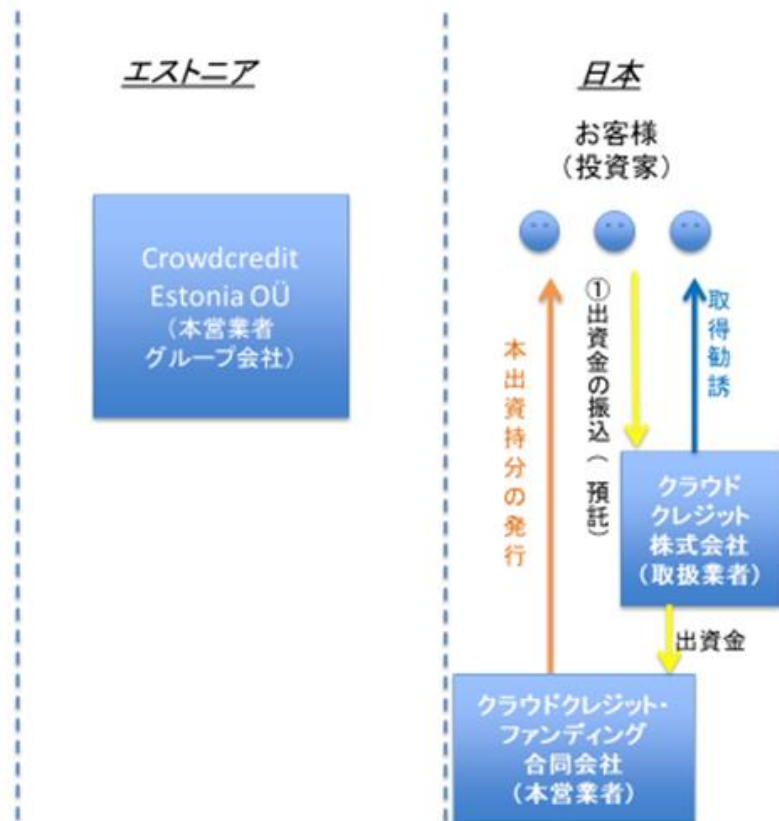 エストニア
Crowdcredit
Estonia OÜ
（本営業者
グループ会社）
日本
お客様
（投資家）
本出資持分の発行
①出資金の振込（ 預託）
取得勧誘
クラウド
クレジット
株式会社
（取扱業者）
出資金
クラウドクレジット・
ファンディング
合同会社
（本営業者）